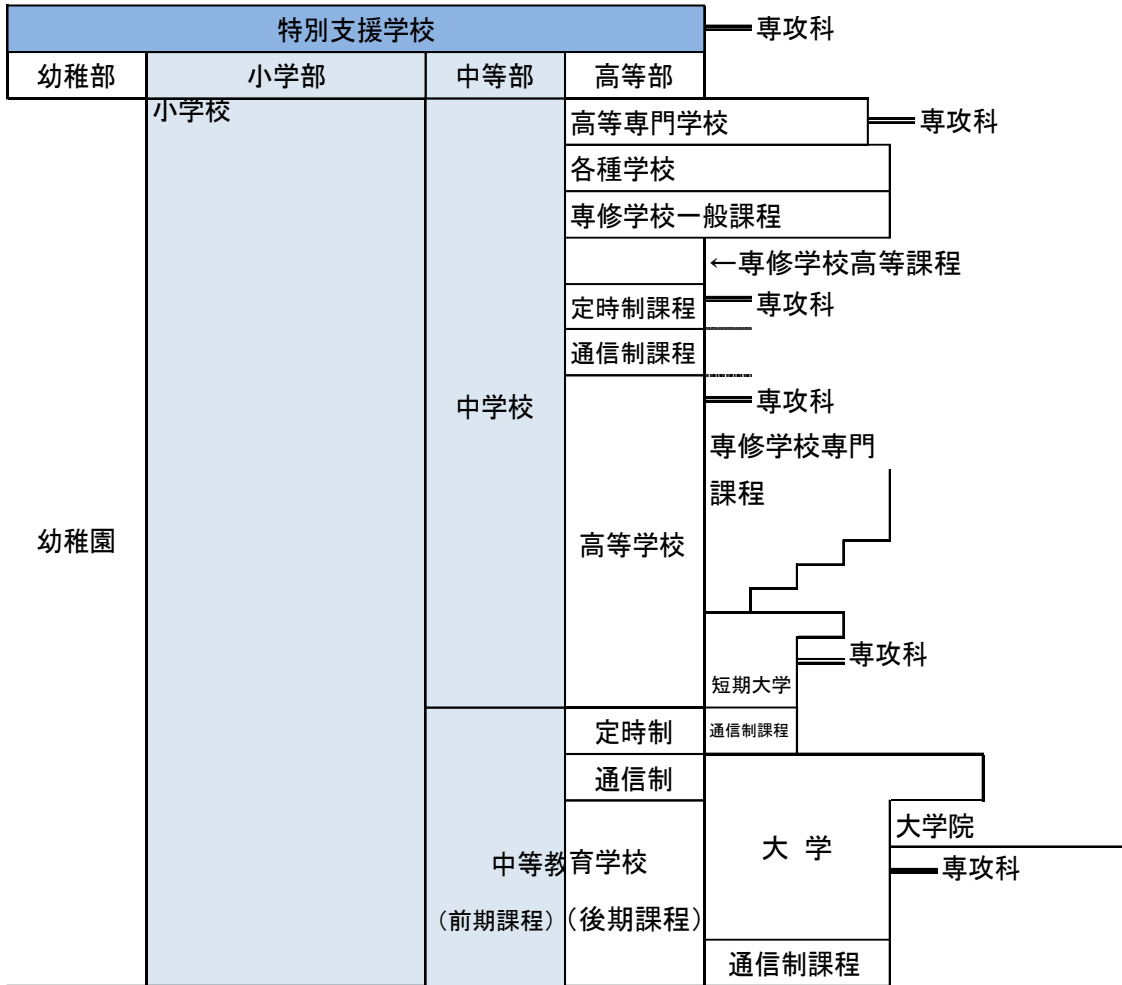 特別支援学校
専攻科
幼稚部
小学部
中等部
高等部
小学校
高等専門学校
専攻科
各種学校
専修学校一般課程
←専修学校高等課程
定時制課程
専攻科
通信制課程
専攻科
中学校
専修学校専門
課程
幼稚園
高等学校
専攻科
短期大学
定時制
通信制課程
通信制
大学院
大 学
中等教育学校
専攻科
（前期課程）
（後期課程）
通信制課程